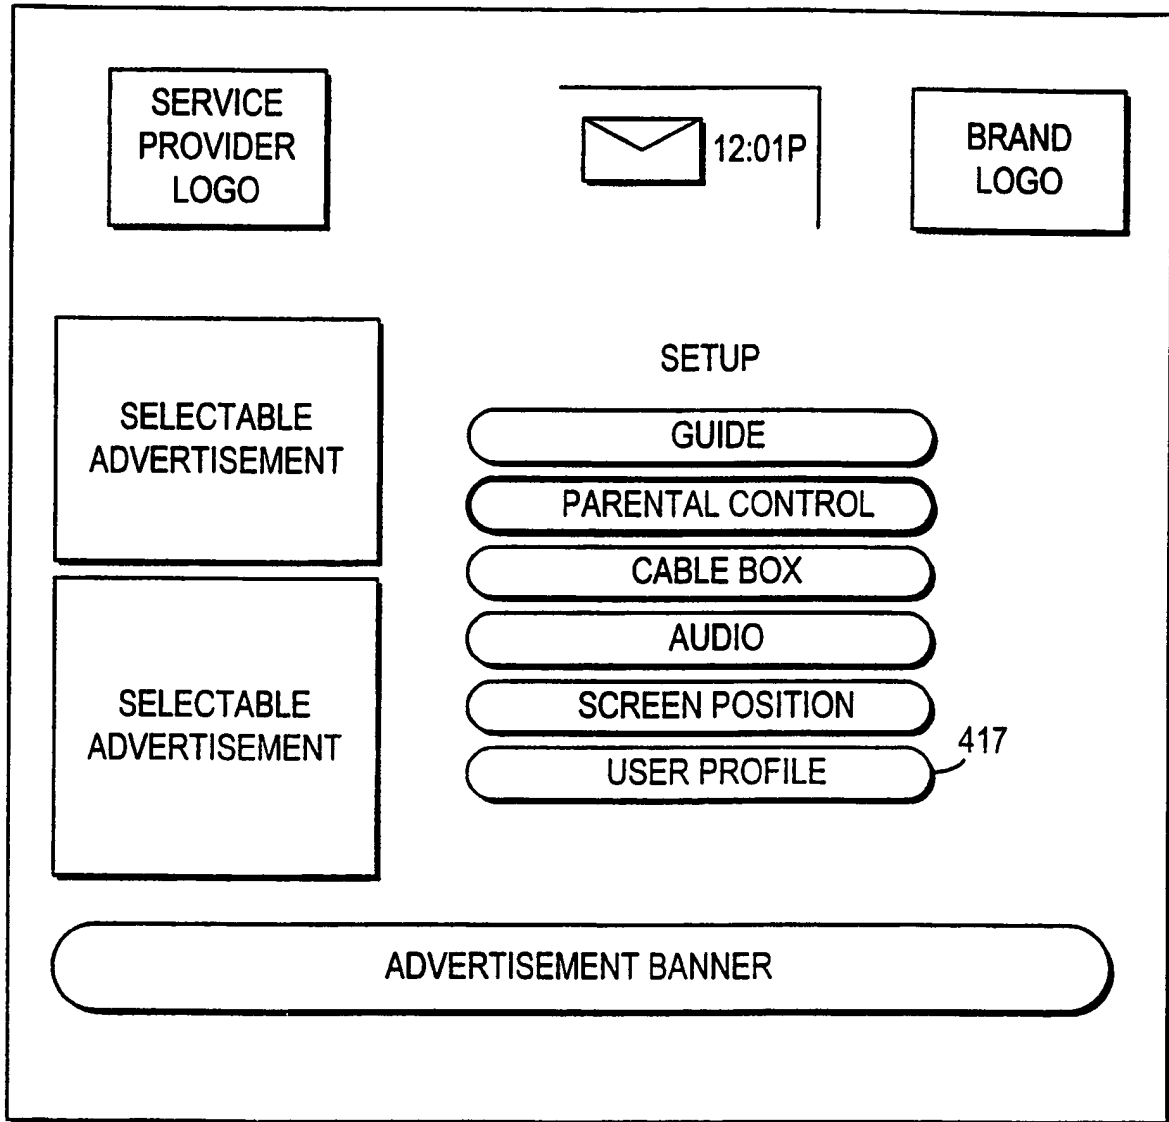 SERVICE
PROVIDER
LOGO
12:01P
BRAND
LOGO
SELECTABLE
ADVERTISEMENT
SELECTABLE
ADVERTISEMENT
SETUP
GUIDE
PARENTAL CONTROL
CABLE BOX
AUDIO
SCREEN POSITION
USER PROFILE
417
ADVERTISEMENT BANNER